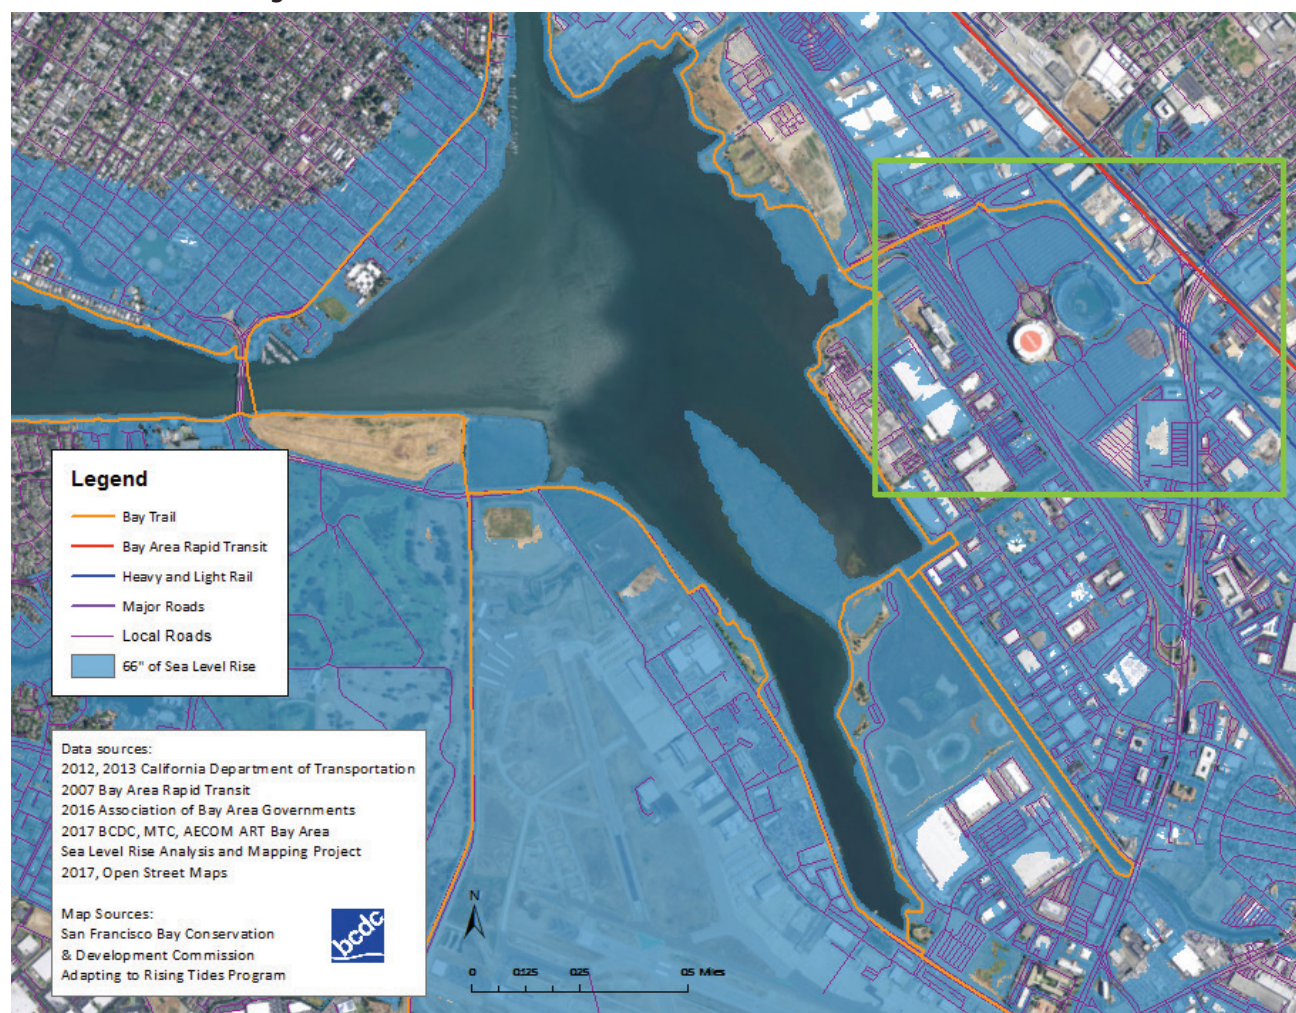 Legend
Bay Trail
Bay Area Rapid Transit
Heavy and Light Rail
Major Roads
Local Roads
66" of Sea Level Rise
Data sources:
2012, 2013 California Department of Transportation
2007 Bay Area Rapid Transit
2016 Association of Bay Area Governments
2017 BCDC, MTC, AECOM ART Bay Area
Sea Level Rise Analysis and Mapping Project
2017, Open Street Maps
Map Sources:
San Francisco Bay Conservation
& Development Commission
Adapting to Rising Tides Program
bcdc
N
0 0.125 0.25 0.5 Miles